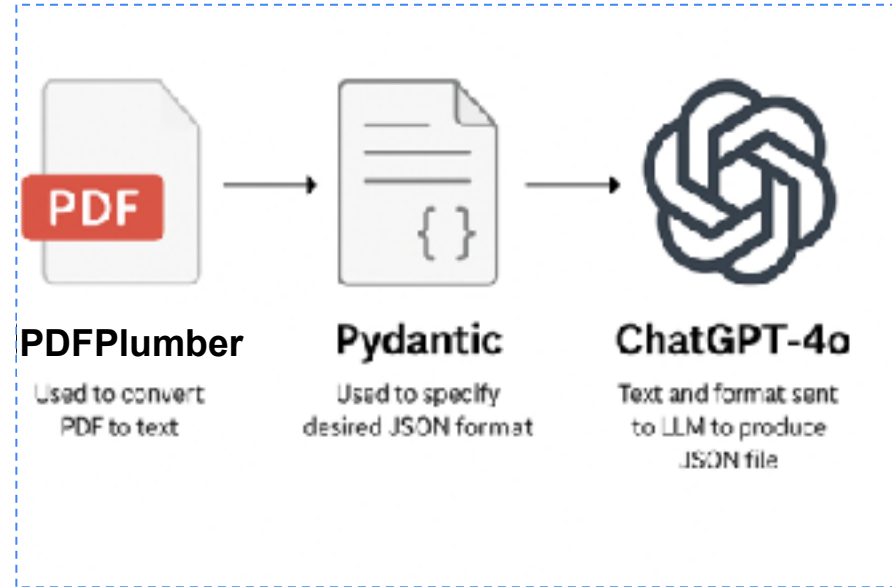 PDF
{ }
PDFPlumber
Used to convert
PDF to text
Pydantic
Used to specify
desired JSON format
ChatGPT-4o
Text and format sent
to LLM to produce
JSON file